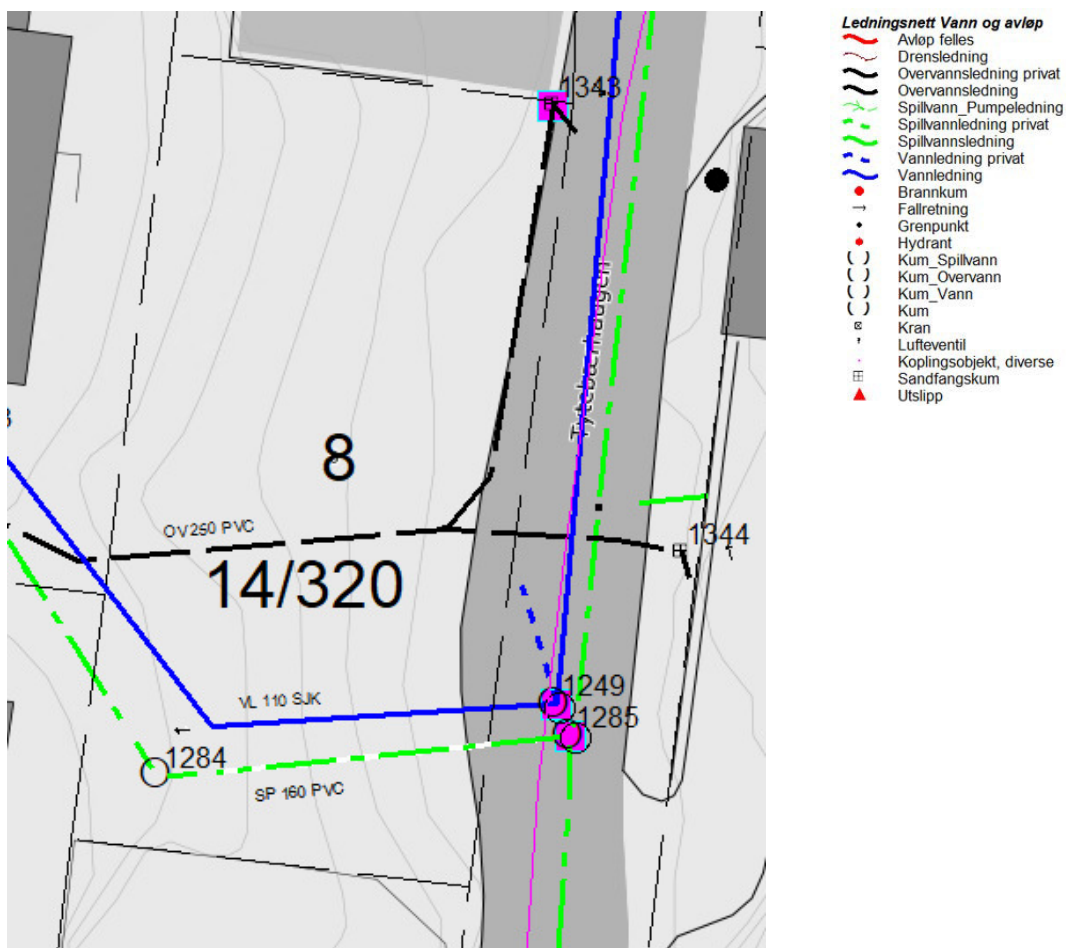 1343
Tytebærhaugen
8
OV250 PVC
14/320
1344
1249
VL 110 SJK
1285
1284
SP 160 PVC
Ledningsnett Vann og avløp
Avløp felles
Drensledning
Overvannsledning privat
Overvannsledning
Spillvann_Pumpeledning
Spillvannledning privat
Spillvannsledning
Vannledning privat
Vannledning
Brannkum
Fallretning
Grenpunkt
Hydrant
Kum_Spillvann
Kum_Overvann
Kum_Vann
Kum
Kran
Lufteventil
Koplingsobjekt, diverse
Sandfangskum
Utslipp